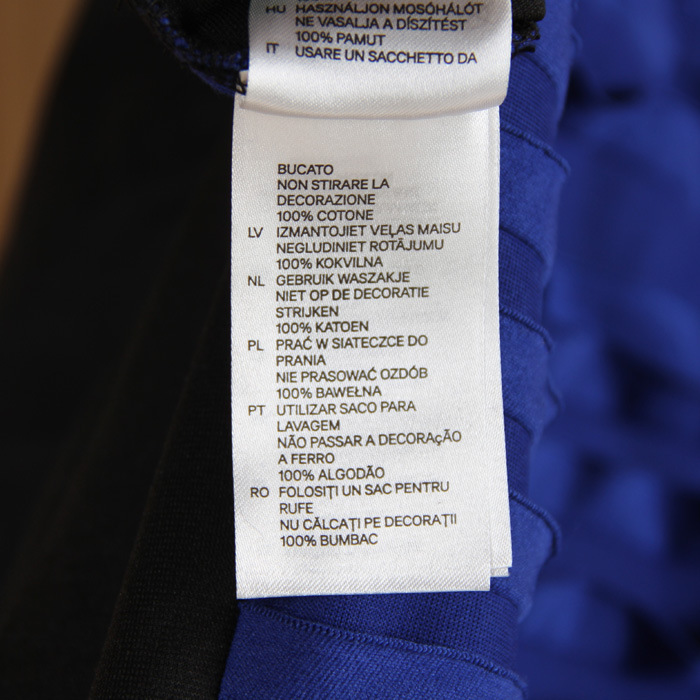 HU HASZNÁLJON MOSÓHÁLÓT
NE VASALJA A DÍSZÍTÉST
100% PAMUT
IT USARE UN SACCHETTO DA
BUCATO
NON STIRARE LA
DECORAZIONE
100% COTONE
LV IZMANTOJIET VEĻAS MAISU
NEGLUDINIET ROTĀJUMU
100% KOKVILNA
NL GEBRUIK WASZAKJE
NIET OP DE DECORATIE
STRIJKEN
100% KATOEN
PL PRAĆ W SIATECZCE DO
PRANIA
NIE PRASOWAĆ OZDÓB
100% BAWEŁNA
PT UTILIZAR SACO PARA
LAVAGEM
NÃO PASSAR A DECORAçÃO
A FERRO
100% ALGODÃO
RO FOLOSIŢI UN SAC PENTRU
RUFE
NU CĂLCAŢI PE DECORAŢII
100% BUMBAC